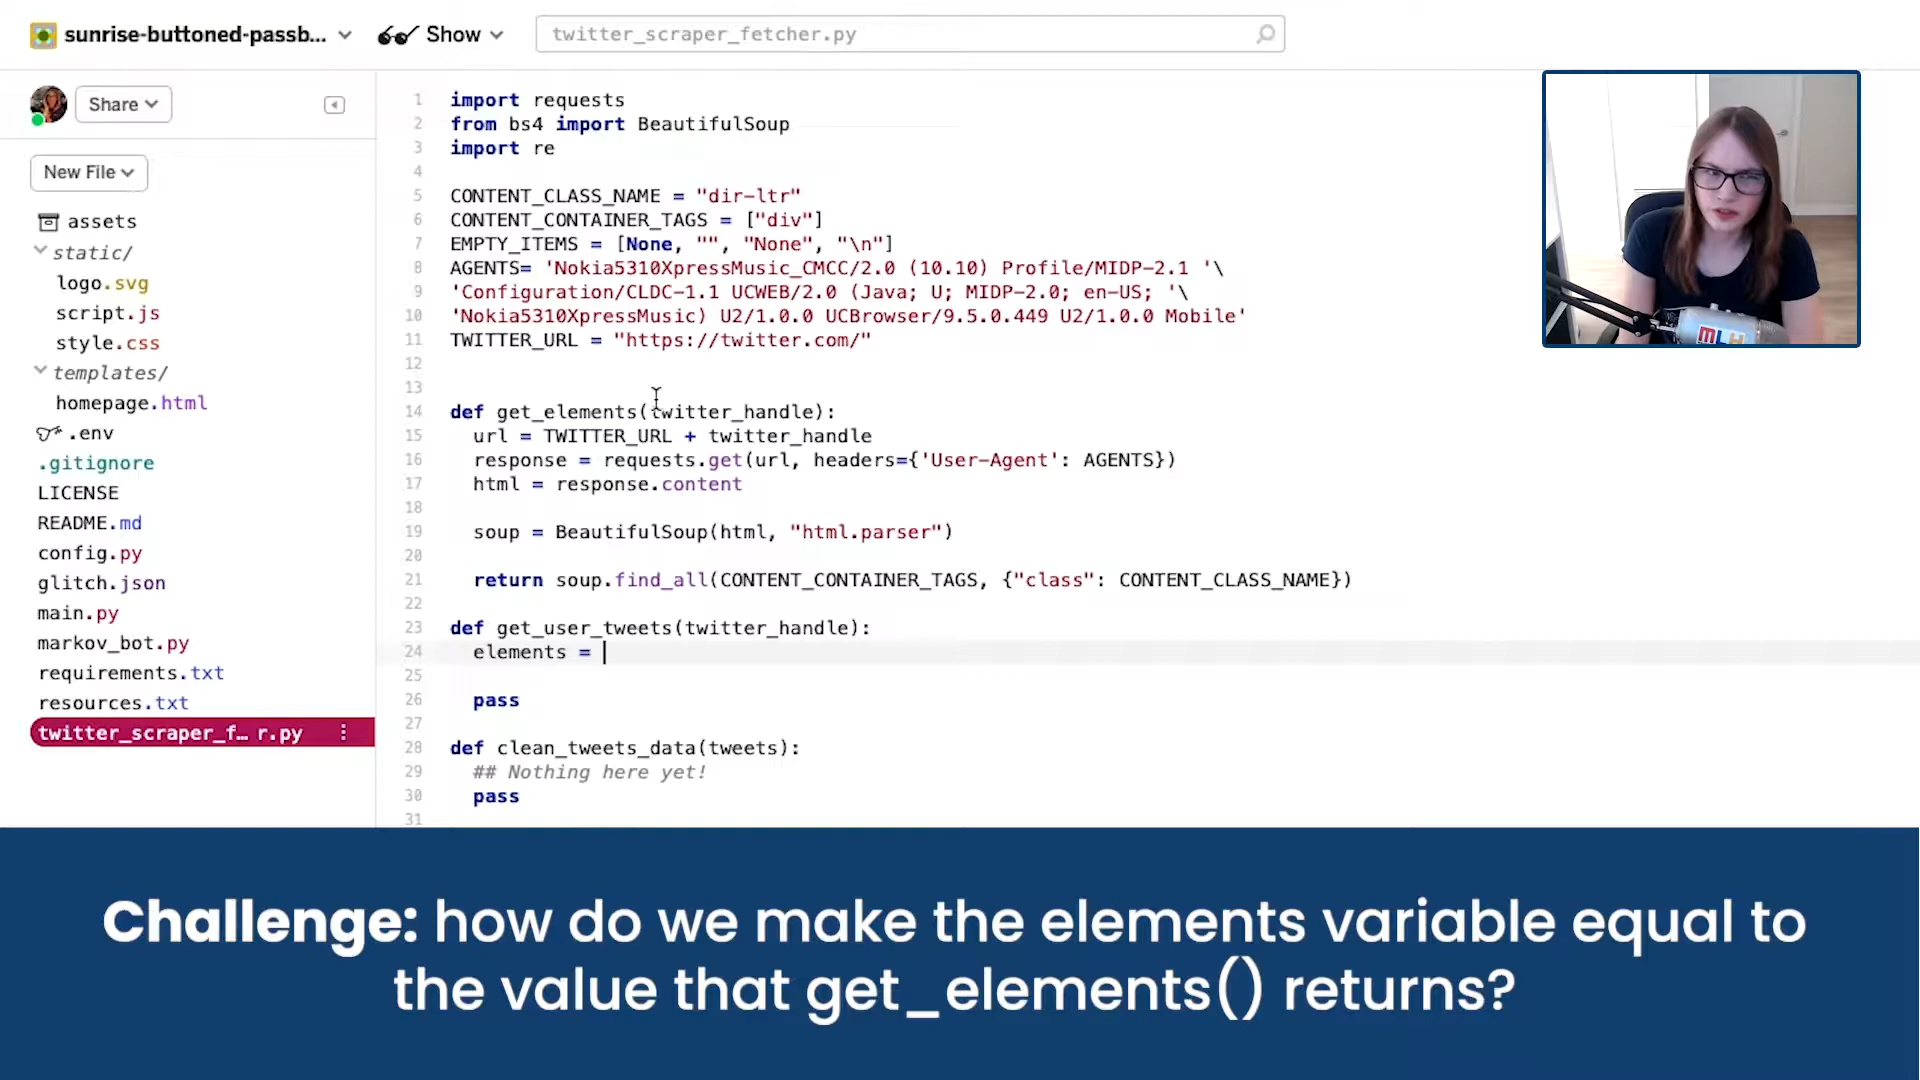 sunrise-buttoned-passb...
Show
twitter_scraper_fetcher.py
Share
New File
assets
static/
logo.svg
script.js
style.css
templates/
homepage.html
.env
.gitignore
LICENSE
README.md
config.py
glitch.json
main.py
markov_bot.py
requirements.txt
resources.txt
twitter_scraper_f… r.py
1 import requests
2 from bs4 import BeautifulSoup
3 import re
4
5 CONTENT_CLASS_NAME = "dir-ltr"
6 CONTENT_CONTAINER_TAGS = ["div"]
7 EMPTY_ITEMS = [None, "", "None", "\n"]
8 AGENTS= 'Nokia5310XpressMusic_CMCC/2.0 (10.10) Profile/MIDP-2.1 '\
9 'Configuration/CLDC-1.1 UCWEB/2.0 (Java; U; MIDP-2.0; en-US; '\
10 'Nokia5310XpressMusic) U2/1.0.0 UCBrowser/9.5.0.449 U2/1.0.0 Mobile'
11 TWITTER_URL = "https://twitter.com/"
12
13
14 def get_elements(twitter_handle):
15 url = TWITTER_URL + twitter_handle
16 response = requests.get(url, headers={'User-Agent': AGENTS})
17 html = response.content
18
19 soup = BeautifulSoup(html, "html.parser")
20
21 return soup.find_all(CONTENT_CONTAINER_TAGS, {"class": CONTENT_CLASS_NAME})
22
23 def get_user_tweets(twitter_handle):
24 elements =
25
26 pass
27
28 def clean_tweets_data(tweets):
29 ## Nothing here yet!
30 pass
31
Challenge: how do we make the elements variable equal to
the value that get_elements() returns?